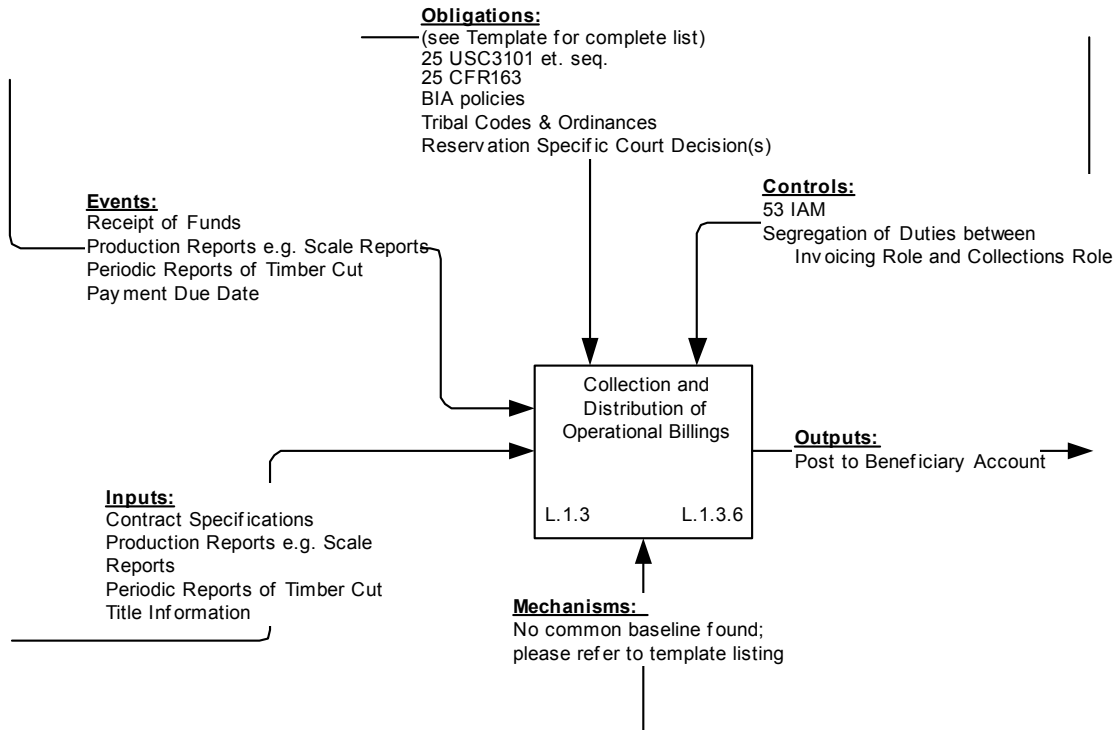 Obligations:
(see Template for complete list)
25 USC3101 et. seq.
25 CFR163
BIA policies
Tribal Codes & Ordinances
Reservation Specific Court Decision(s)
Events:
Receipt of Funds
Production Reports e.g. Scale Reports
Periodic Reports of Timber Cut
Payment Due Date
Controls:
53 IAM
Segregation of Duties between
Invoicing Role and Collections Role
Collection and
Distribution of
Operational Billings
L.1.3 L.1.3.6
Outputs:
Post to Beneficiary Account
Inputs:
Contract Specifications
Production Reports e.g. Scale
Reports
Periodic Reports of Timber Cut
Title Information
Mechanisms:
No common baseline found;
please refer to template listing